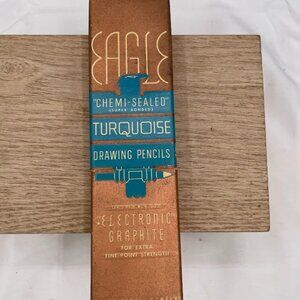 EAGLE
"CHEMI-SEALED"
(SUPER BONDED)
TURQUOISE
DRAWING PENCILS
"ELECTRONIC
GRAPHITE
FOR EXTRA
FINE POINT STRENGTH